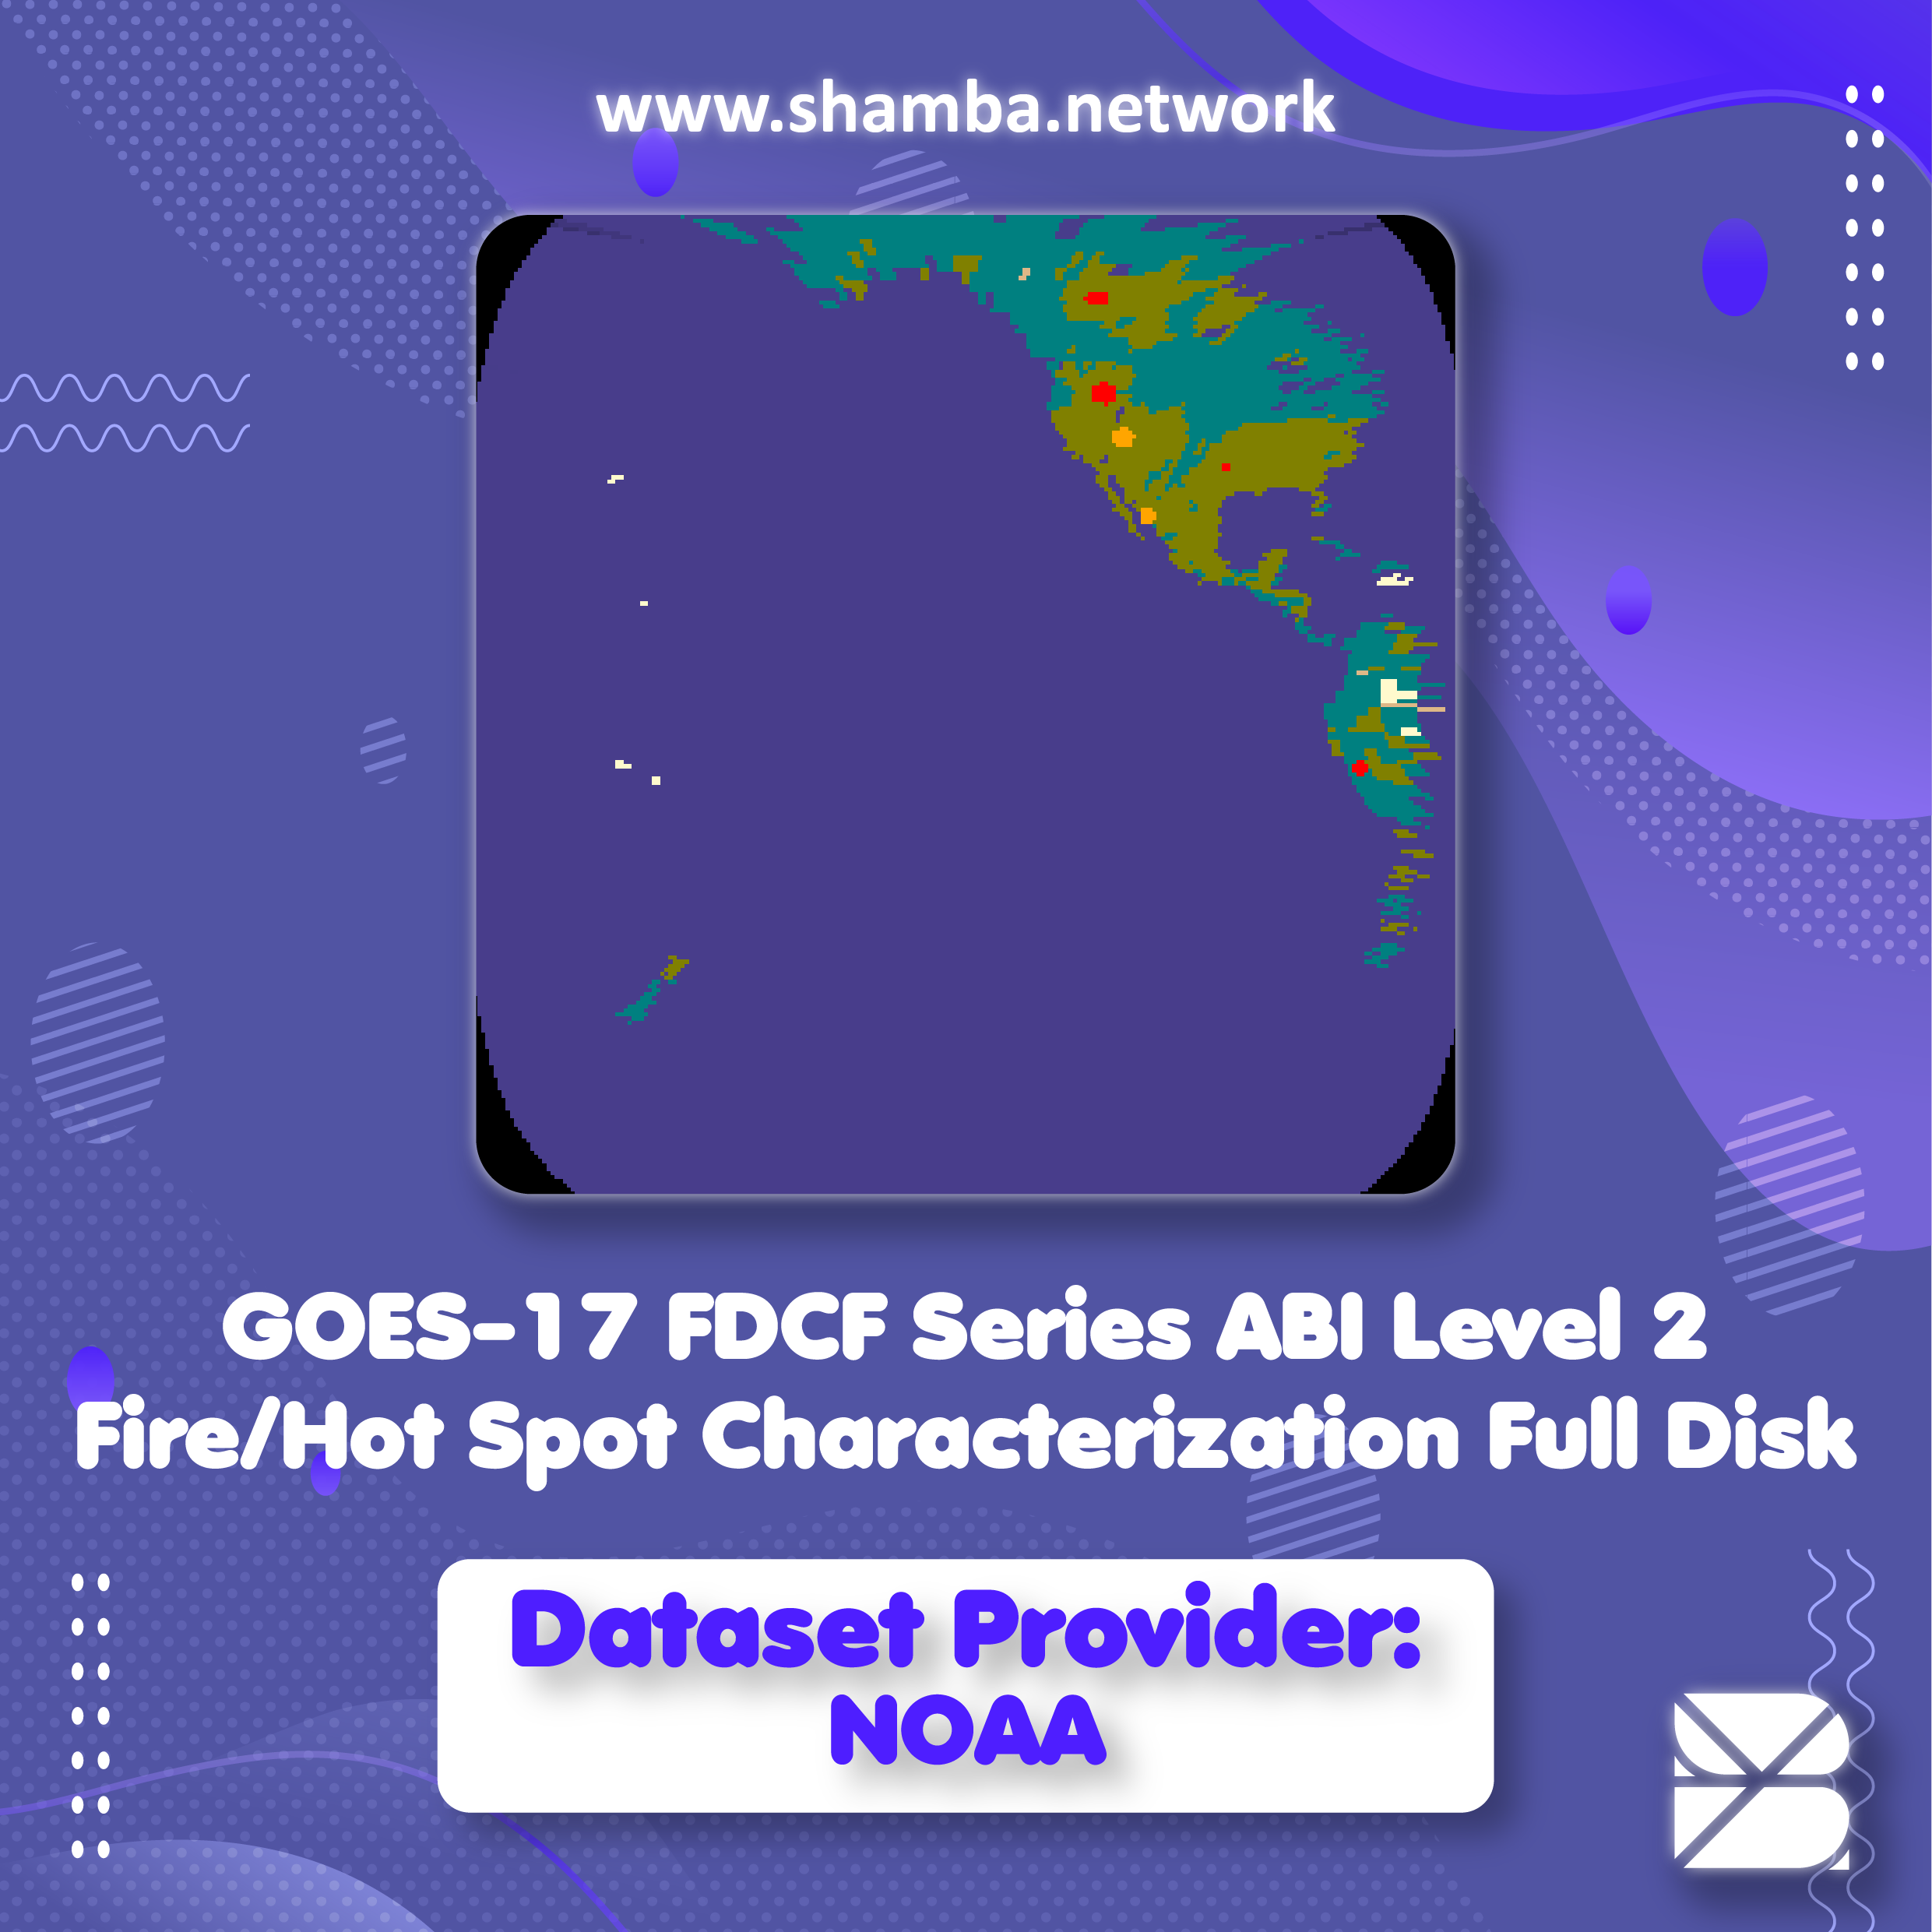 www.shamba.network
GOES-17 FDCF Series ABI Level 2
Fire/Hot Spot Characterization Full Disk
Dataset Provider:
NOAA